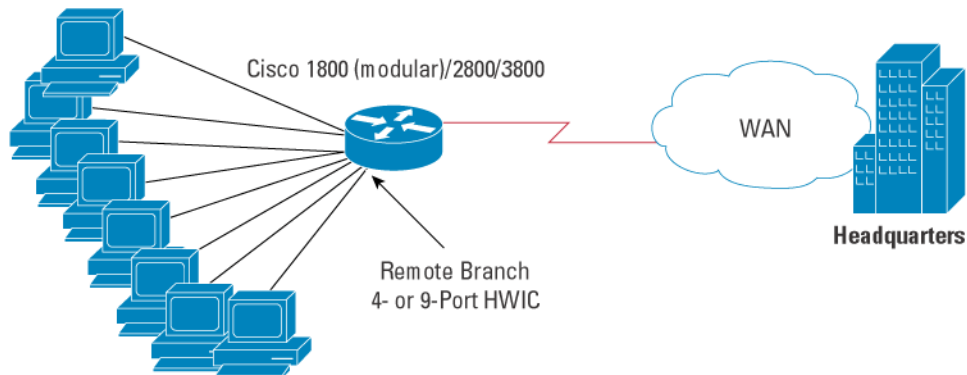 Cisco 1800 (modular)/2800/3800
WAN
Headquarters
Remote Branch
4- or 9-Port HWIC